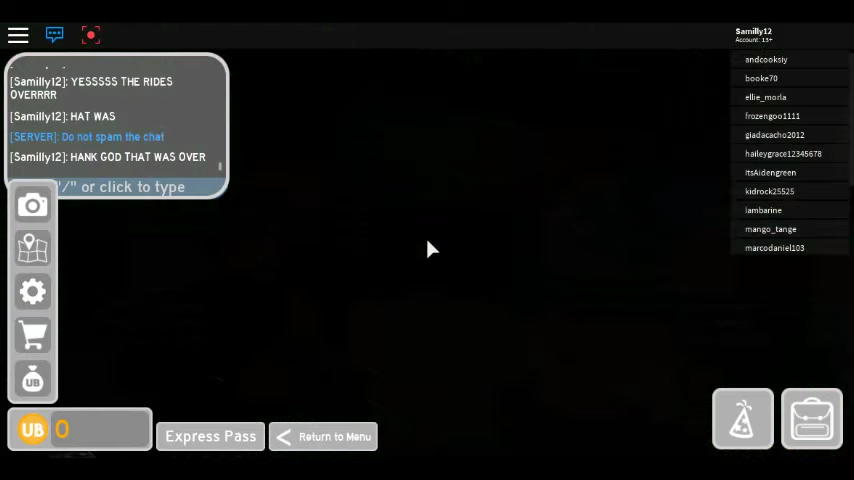 Samilly12
Account: 13+
[Samilly12]: YESSSSS THE RIDES
OVERRRR
[Samilly12]: HAT WAS
[SERVER]: Do not spam the chat
[Samilly12]: HANK GOD THAT WAS OVER
"/" or click to type
andcooksiy
booke70
ellie_morla
frozengoo1111
giadacacho2012
haileygrace12345678
ItsAidengreen
kidrock25525
lambarine
mango_tange
marcodaniel103
UB
UB 0
Express Pass
< Return to Menu